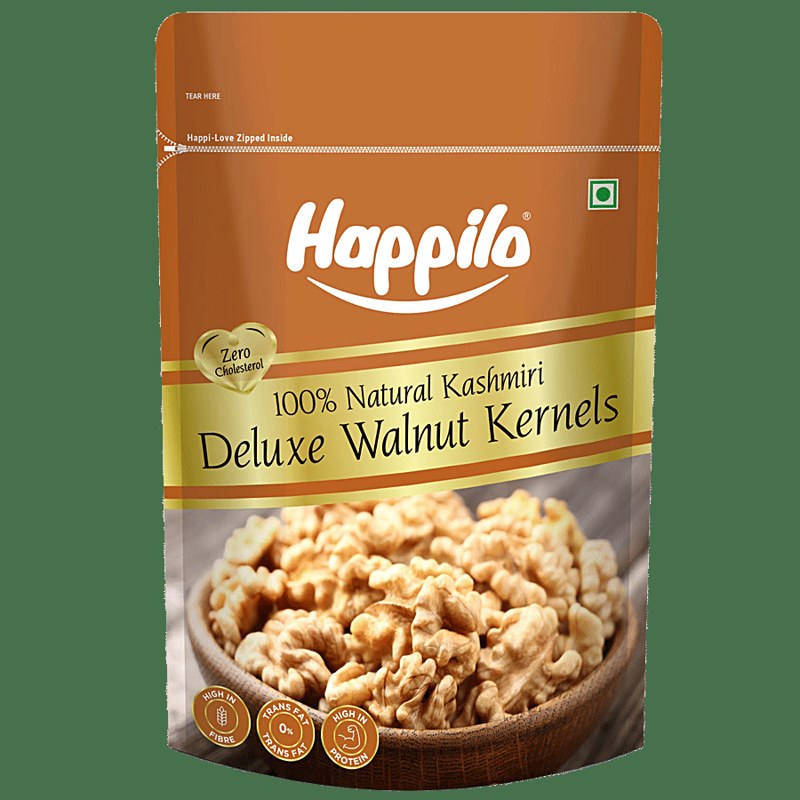 TEAR HERE
Happi-Love Zipped Inside
Happilo®
Zero
Cholesterol
100% Natural Kashmiri
Deluxe Walnut Kernels
HIGH IN
FIBRE
TRANS FAT
0%
TRANS FAT
HIGH IN
PROTEIN